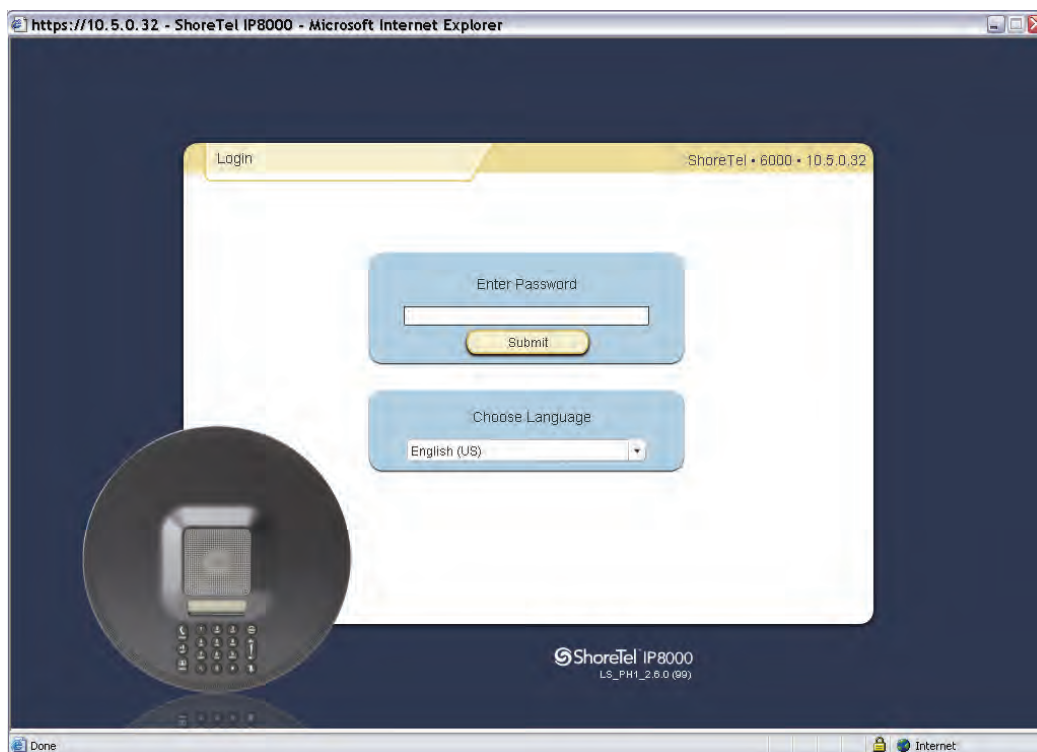 https://10.5.0.32 - ShoreTel IP8000 - Microsoft Internet Explorer
Login
ShoreTel • 6000 • 10.5.0.32
Enter Password
Submit
Choose Language
English (US)
ShoreTel IP8000
LS_PH1_2.6.0 (99)
Done
Internet